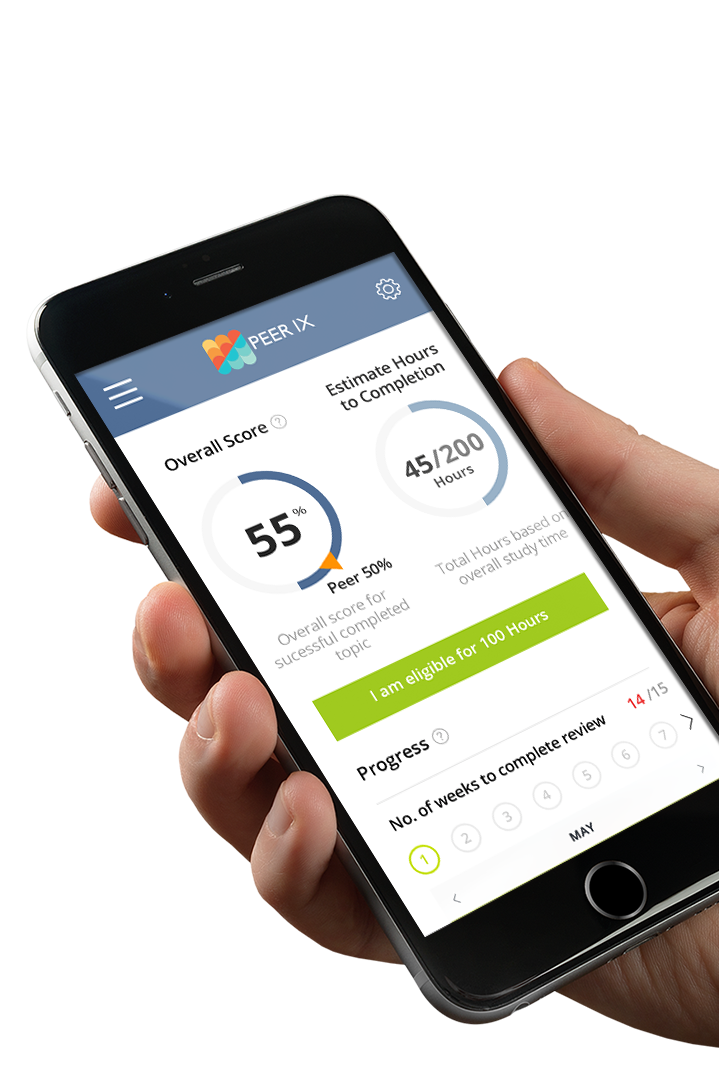 PEER IX
Overall Score ?
55%
Peer 50%
Overall score for
sucessful completed
topic
Estimate Hours
to Completion
45/200
Hours
Total Hours based on
overall study time
I am eligible for 100 Hours
Progress ?
No. of weeks to complete review 14 /15
1 2 3 4 5 6 7
MAY